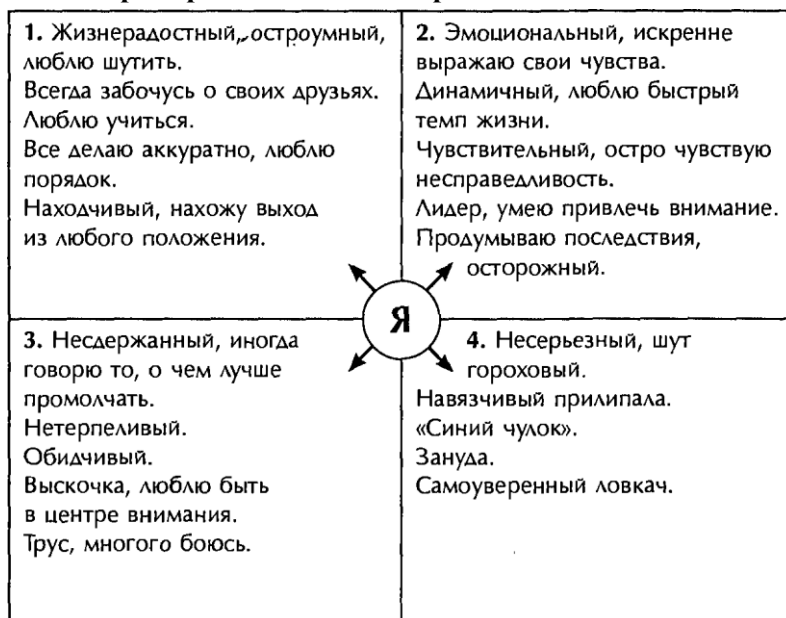 1. Жизнерадостный, остроумный,
люблю шутить.
Всегда забочусь о своих друзьях.
Люблю учиться.
Все делаю аккуратно, люблю
порядок.
Находчивый, нахожу выход
из любого положения.
2. Эмоциональный, искренне
выражаю свои чувства.
Динамичный, люблю быстрый
темп жизни.
Чувствительный, остро чувствую
несправедливость.
Лидер, умею привлечь внимание.
Продумываю последствия,
осторожный.
Я
3. Несдержанный, иногда
говорю то, о чем лучше
промолчать.
Нетерпеливый.
Обидчивый.
Выскочка, люблю быть
в центре внимания.
Трус, многого боюсь.
4. Несерьезный, шут
гороховый.
Навязчивый прилипала.
«Синий чулок».
Зануда.
Самоуверенный ловкач.